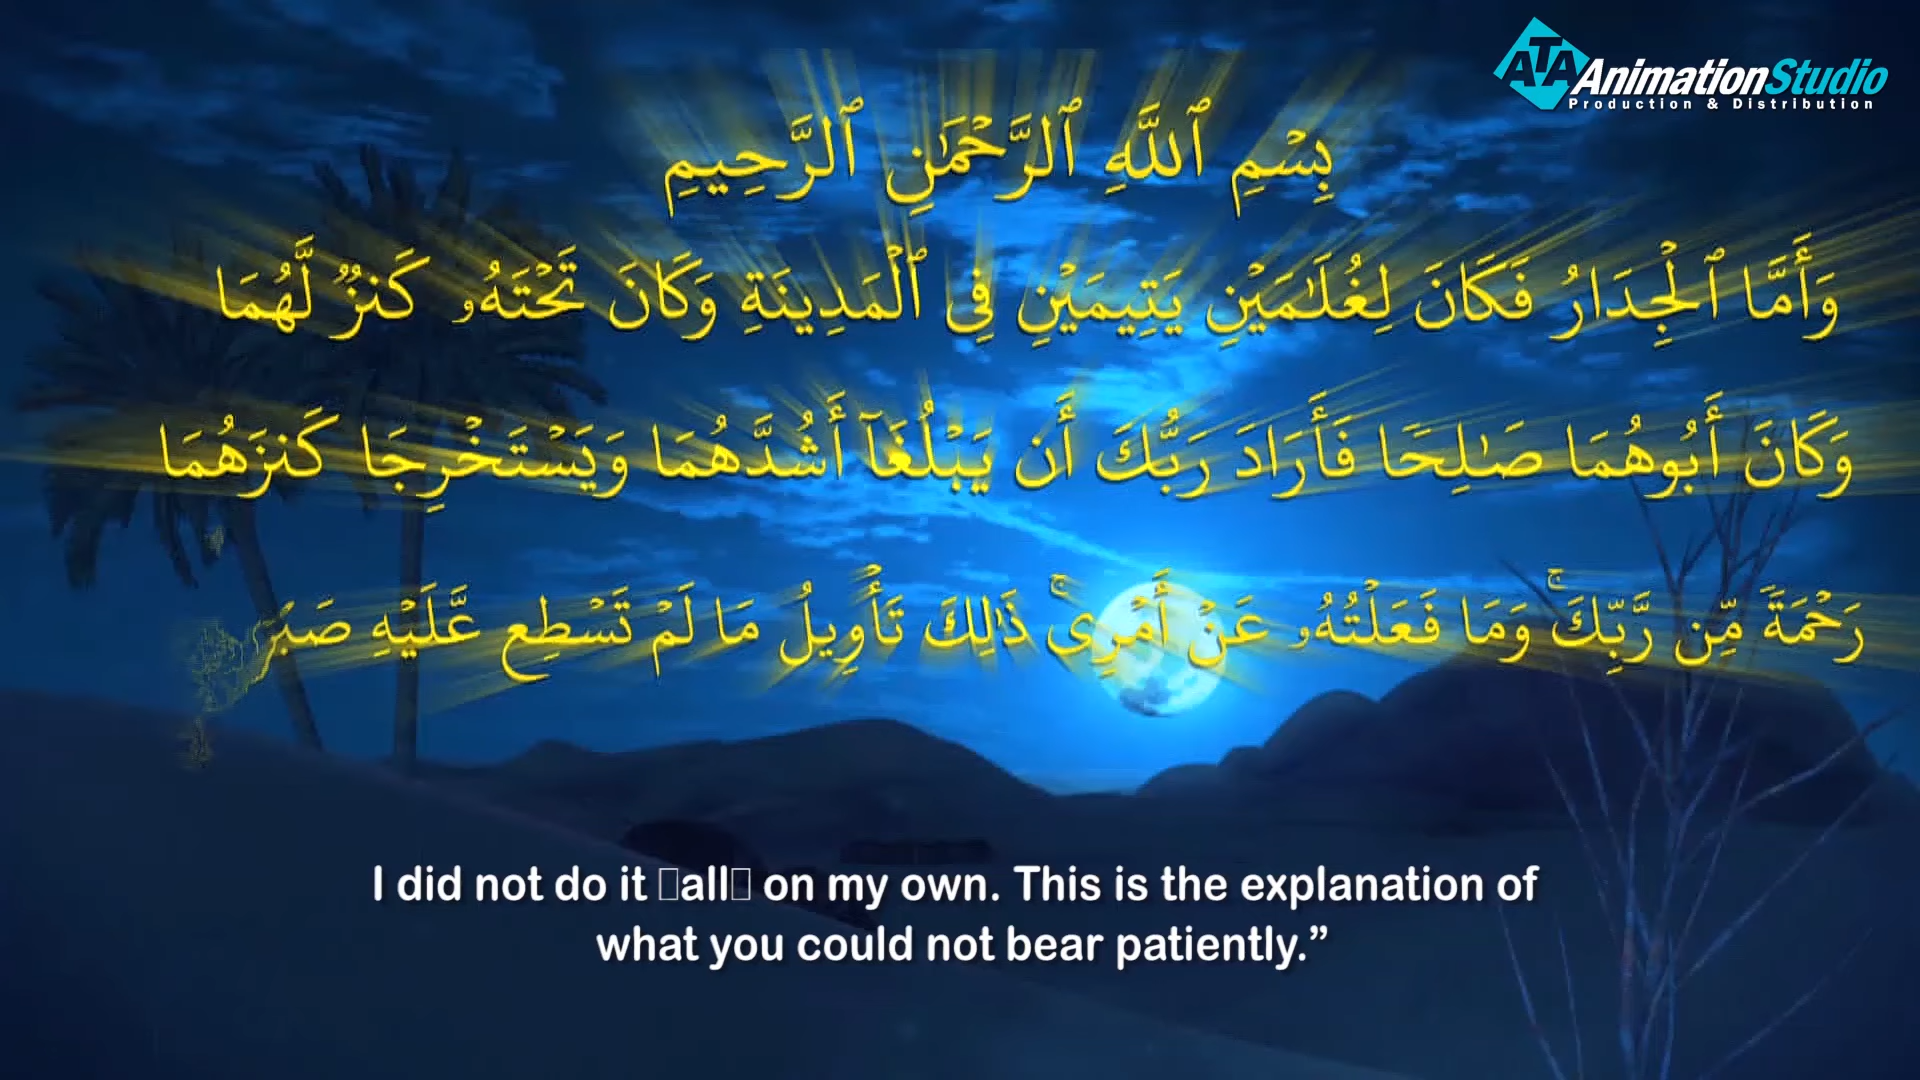 ATA AnimationStudio
Production & Distribution
بِسْمِ ٱللَّهِ ٱلرَّحْمَـٰنِ ٱلرَّحِيمِ
وَأَمَّا ٱلْجِدَارُ فَكَانَ لِغُلَـٰمَيْنِ يَتِيمَيْنِ فِى ٱلْمَدِينَةِ وَكَانَ تَحْتَهُۥ كَنزٌ لَّهُمَا
وَكَانَ أَبُوهُمَا صَـٰلِحًا فَأَرَادَ رَبُّكَ أَن يَبْلُغَآ أَشُدَّهُمَا وَيَسْتَخْرِجَا كَنزَهُمَا
رَحْمَةً مِّن رَّبِّكَ ۚ وَمَا فَعَلْتُهُۥ عَنْ أَمْرِى ۚ ذَٰلِكَ تَأْوِيلُ مَا لَمْ تَسْطِع عَّلَيْهِ صَبْر
I did not do it ▯all▯ on my own. This is the explanation of
what you could not bear patiently.”